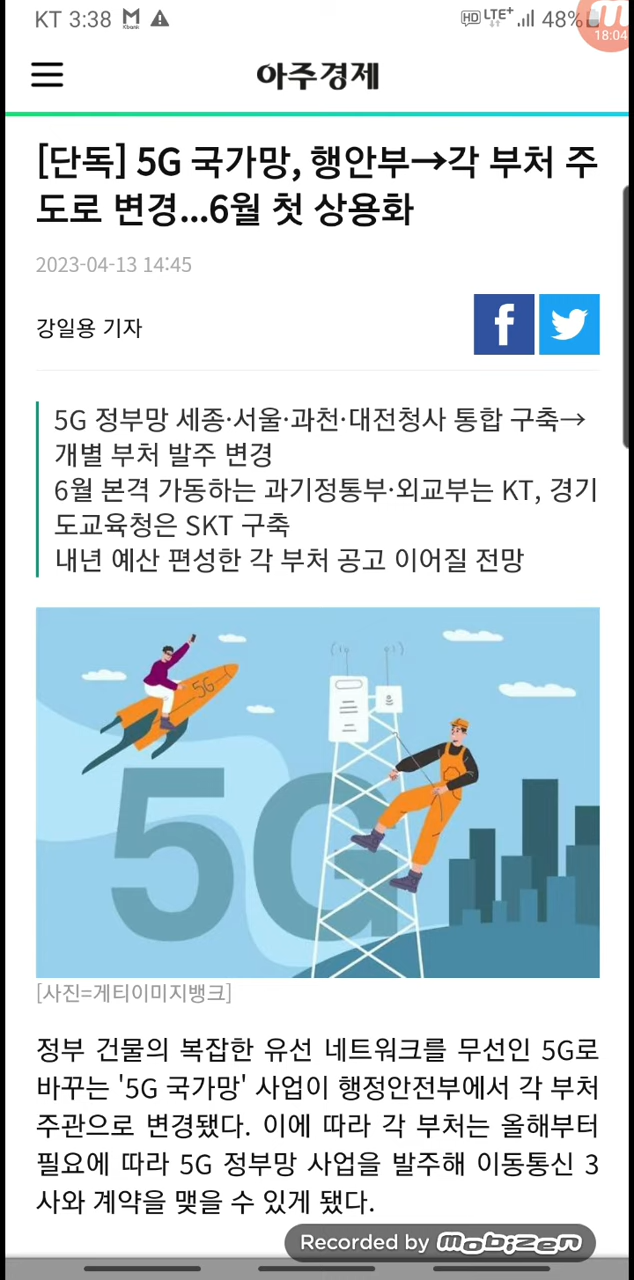 KT 3:38 M
Kbank
HD LTE+ 48%
18:04
아주경제
[단독] 5G 국가망, 행안부→각 부처 주
도로 변경...6월 첫 상용화
2023-04-13 14:45
강일용 기자
5G 정부망 세종·서울·과천·대전청사 통합 구축→
개별 부처 발주 변경
6월 본격 가동하는 과기정통부·외교부는 KT, 경기
도교육청은 SKT 구축
내년 예산 편성한 각 부처 공고 이어질 전망
5G
5G
[사진=게티이미지뱅크]
정부 건물의 복잡한 유선 네트워크를 무선인 5G로
바꾸는 '5G 국가망' 사업이 행정안전부에서 각 부처
주관으로 변경됐다. 이에 따라 각 부처는 올해부터
필요에 따라 5G 정부망 사업을 발주해 이동통신 3
사와 계약을 맺을 수 있게 됐다.
Recorded by mobizen